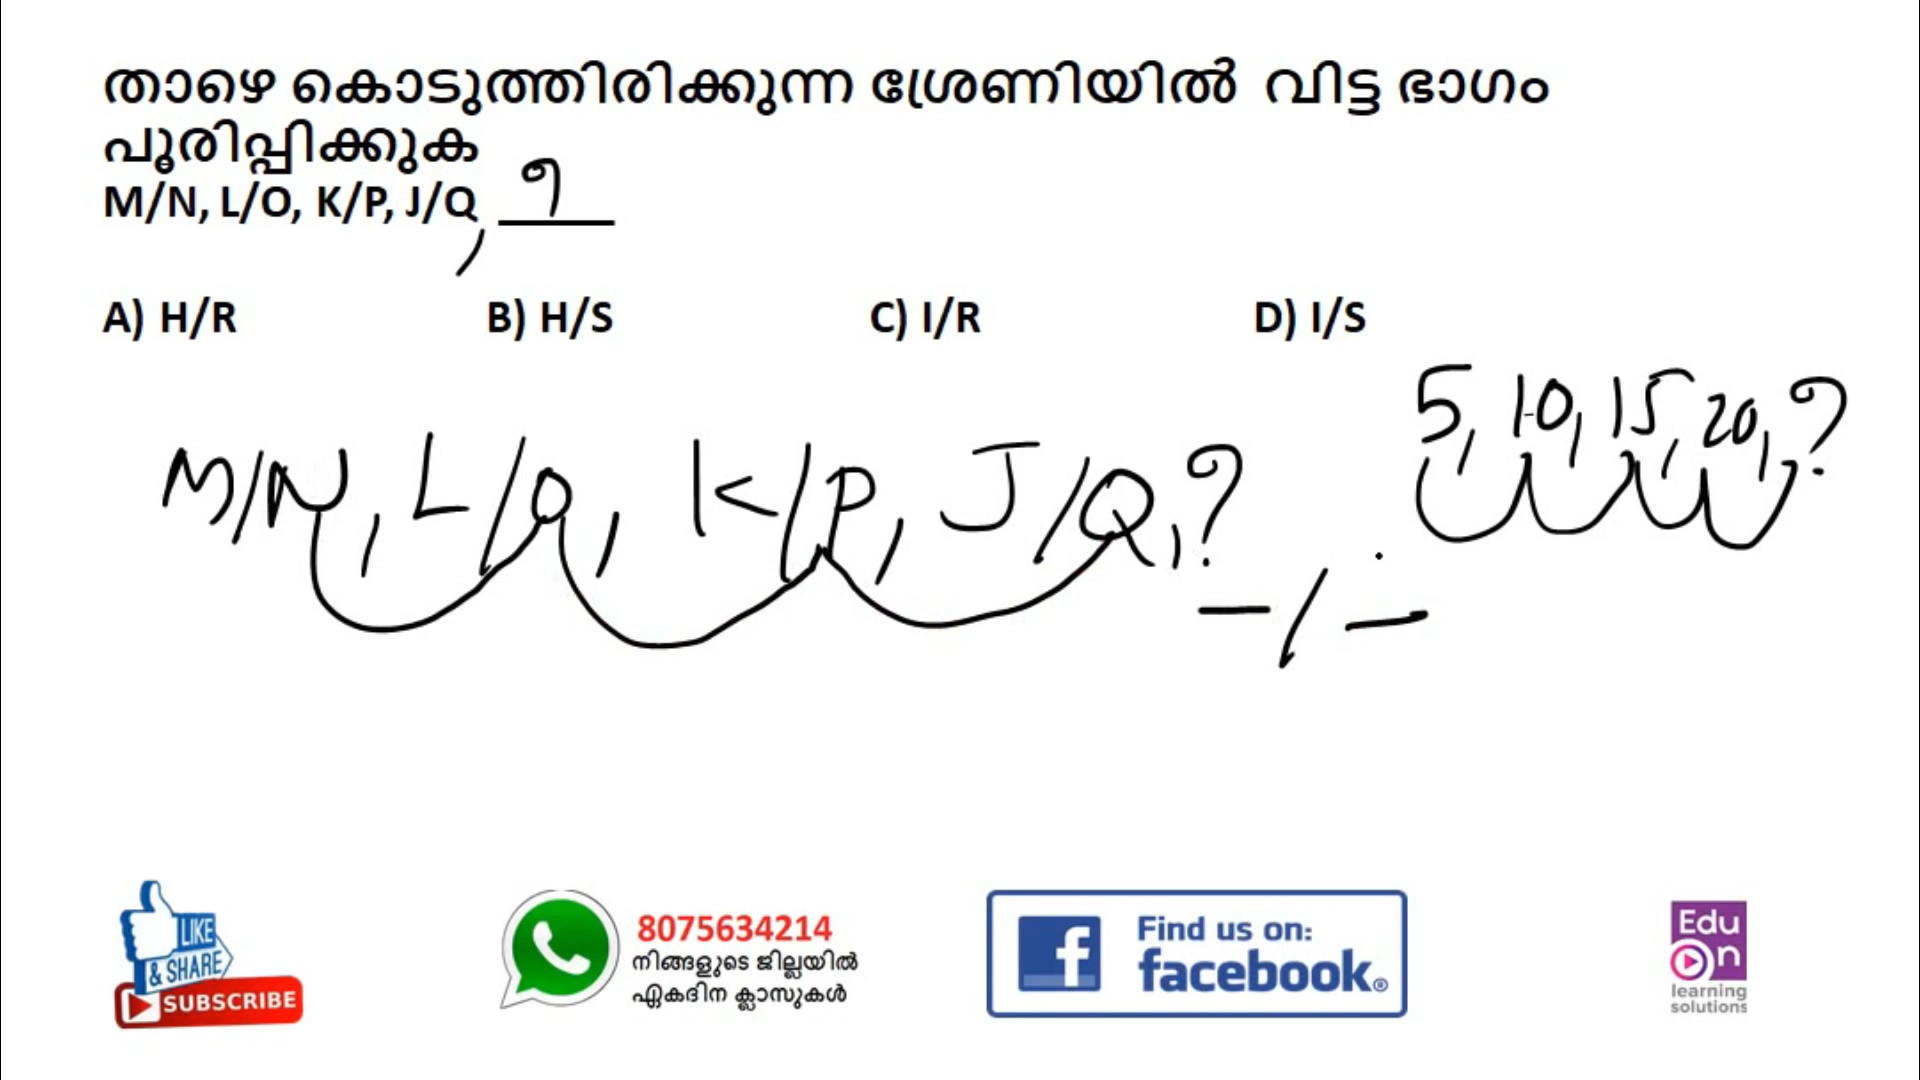 താഴെ കൊടുത്തിരിക്കുന്ന ശ്രേണിയിൽ വിട്ട ഭാഗം
പൂരിപ്പിക്കുക
M/N, L/O, K/P, J/Q, ?
A) H/R B) H/S C) I/R D) I/S
5, 10, 15, 20, ?
M/N, L/O, K/P, J/Q, ?
_/_
LIKE
& SHARE
SUBSCRIBE
8075634214
നിങ്ങളുടെ ജില്ലയിൽ
ഏകദിന ക്ലാസുകൾ
Find us on:
facebook®
Edu
On
learning
solutions